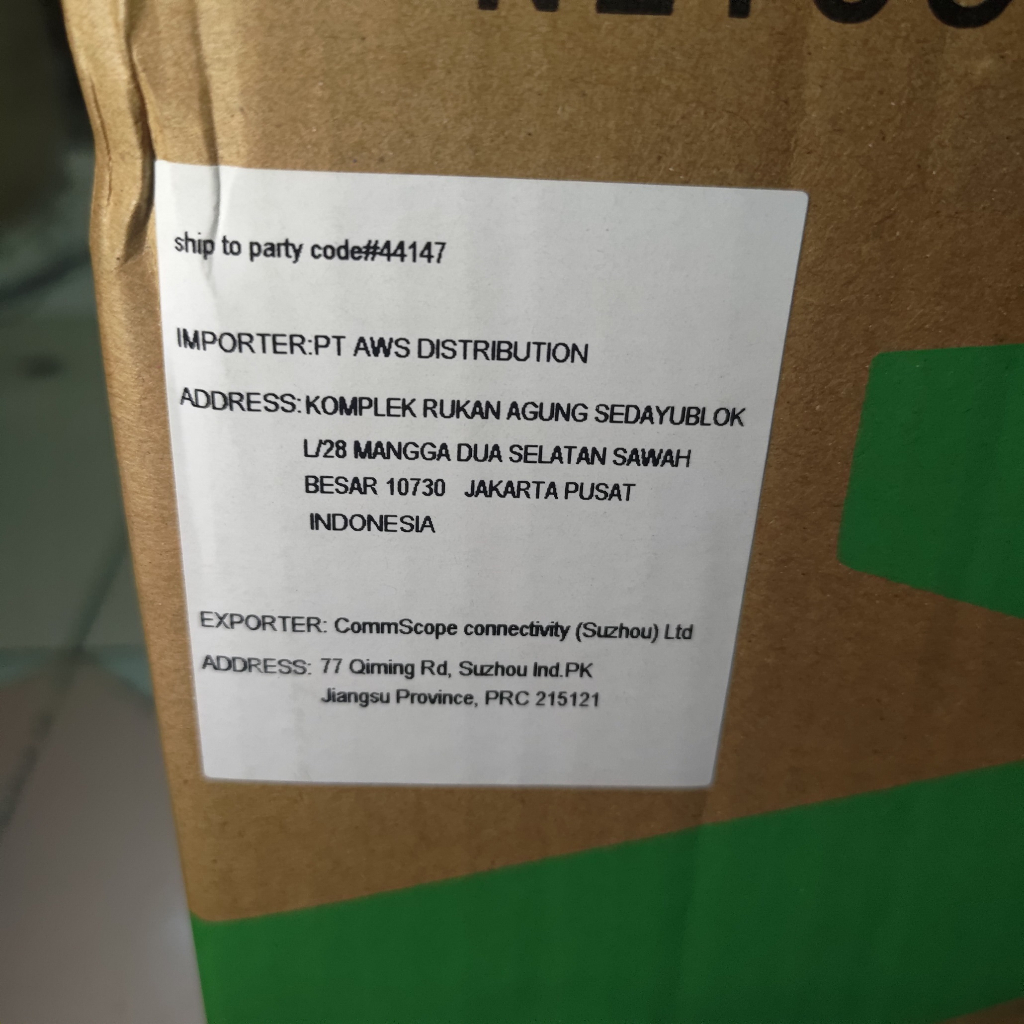 ship to party code#44147
IMPORTER:PT AWS DISTRIBUTION
ADDRESS: KOMPLEK RUKAN AGUNG SEDAYUBLOK
L/28 MANGGA DUA SELATAN SAWAH
BESAR 10730 JAKARTA PUSAT
INDONESIA
EXPORTER: CommScope connectivity (Suzhou) Ltd
ADDRESS: 77 Qiming Rd, Suzhou Ind.PK
Jiangsu Province, PRC 215121